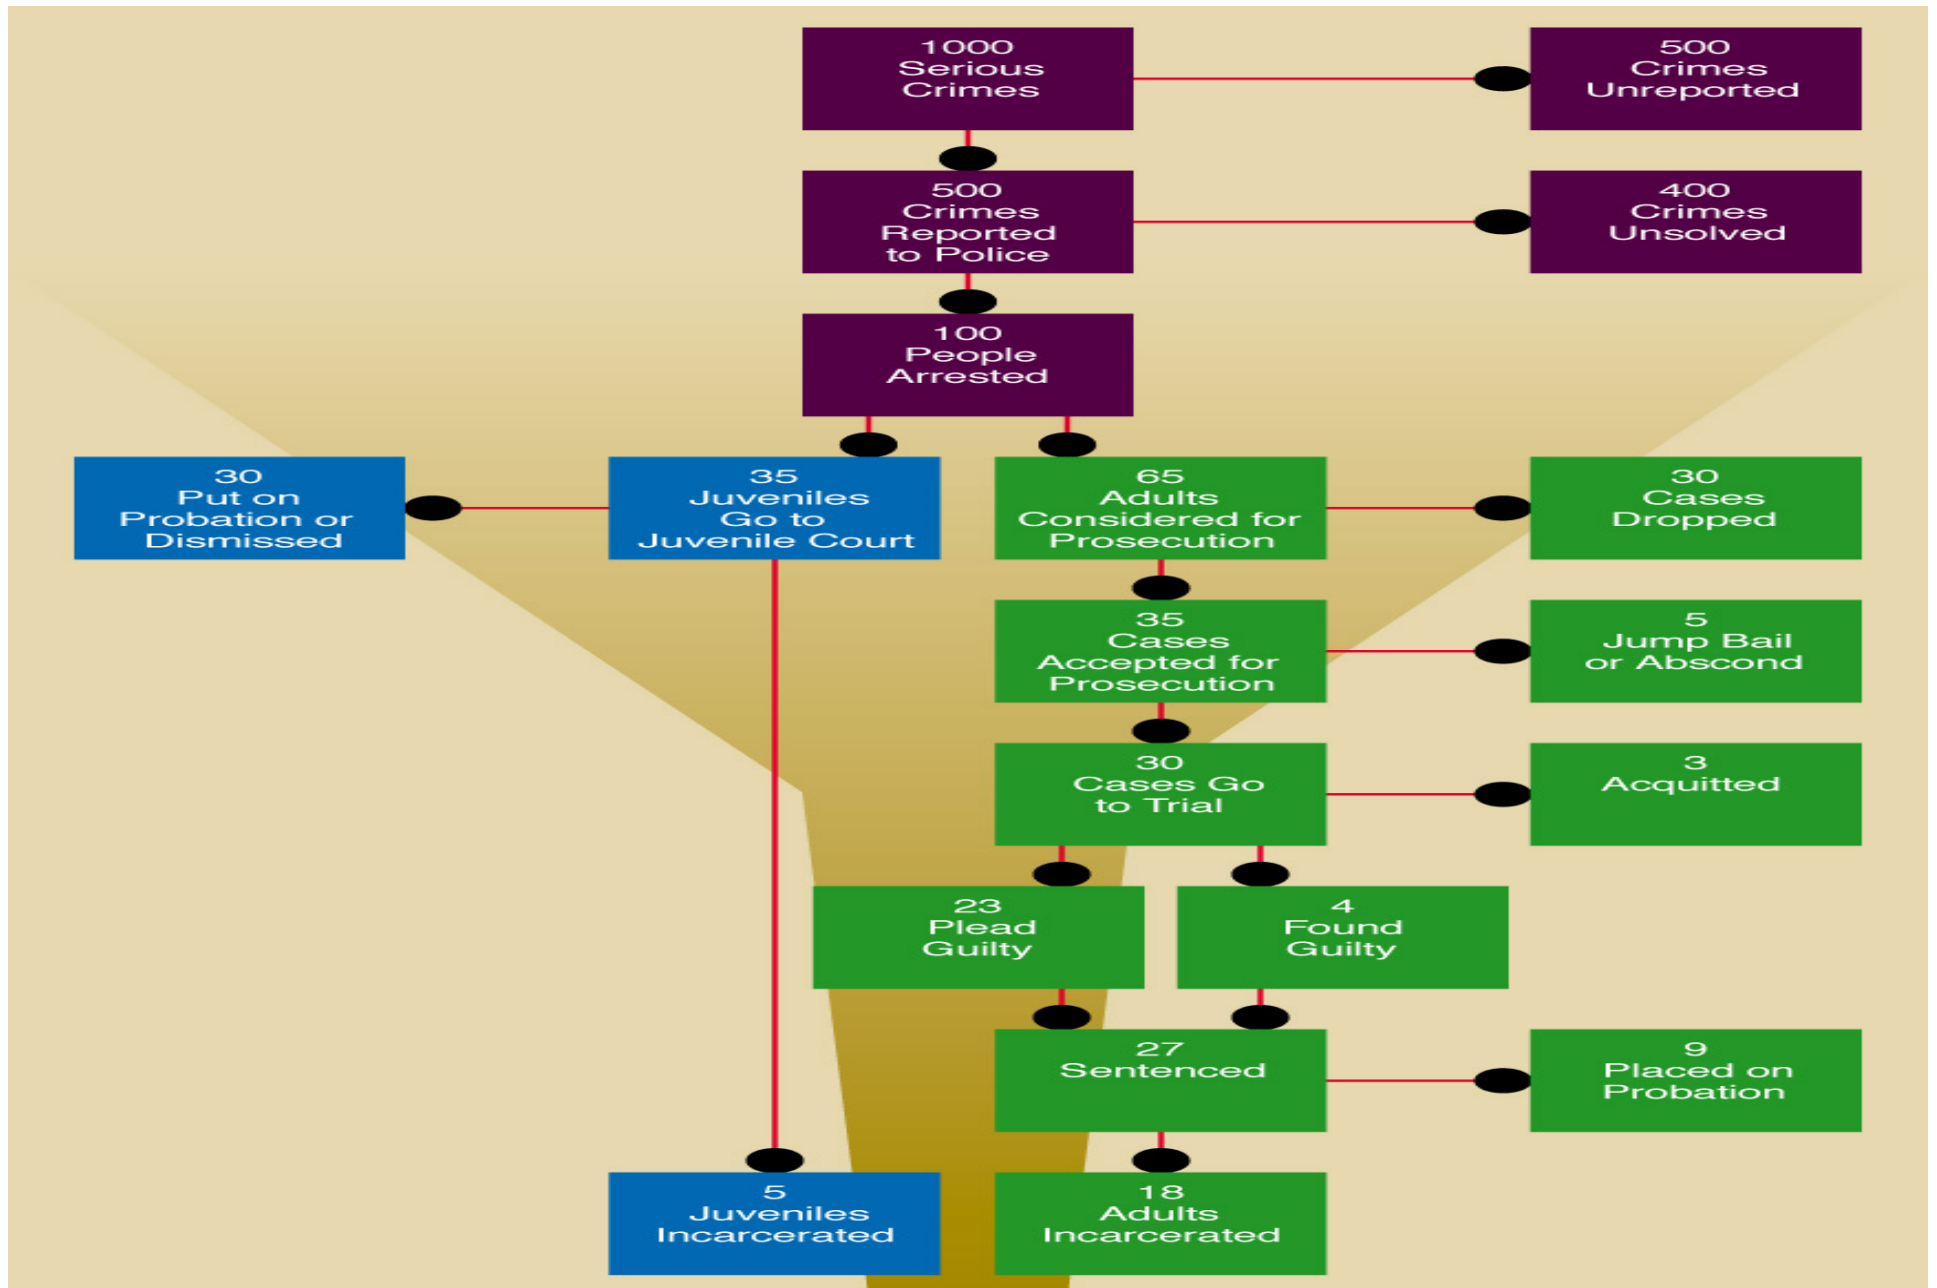 1000
Serious
Crimes
500
Crimes
Unreported
500
Crimes
Reported
to Police
400
Crimes
Unsolved
100
People
Arrested
30
Put on
Probation or
Dismissed
35
Juveniles
Go to
Juvenile Court
65
Adults
Considered for
Prosecution
30
Cases
Dropped
35
Cases
Accepted for
Prosecution
5
Jump Bail
or Abscond
30
Cases Go
to Trial
3
Acquitted
23
Plead
Guilty
4
Found
Guilty
27
Sentenced
9
Placed on
Probation
5
Juveniles
Incarcerated
18
Adults
Incarcerated